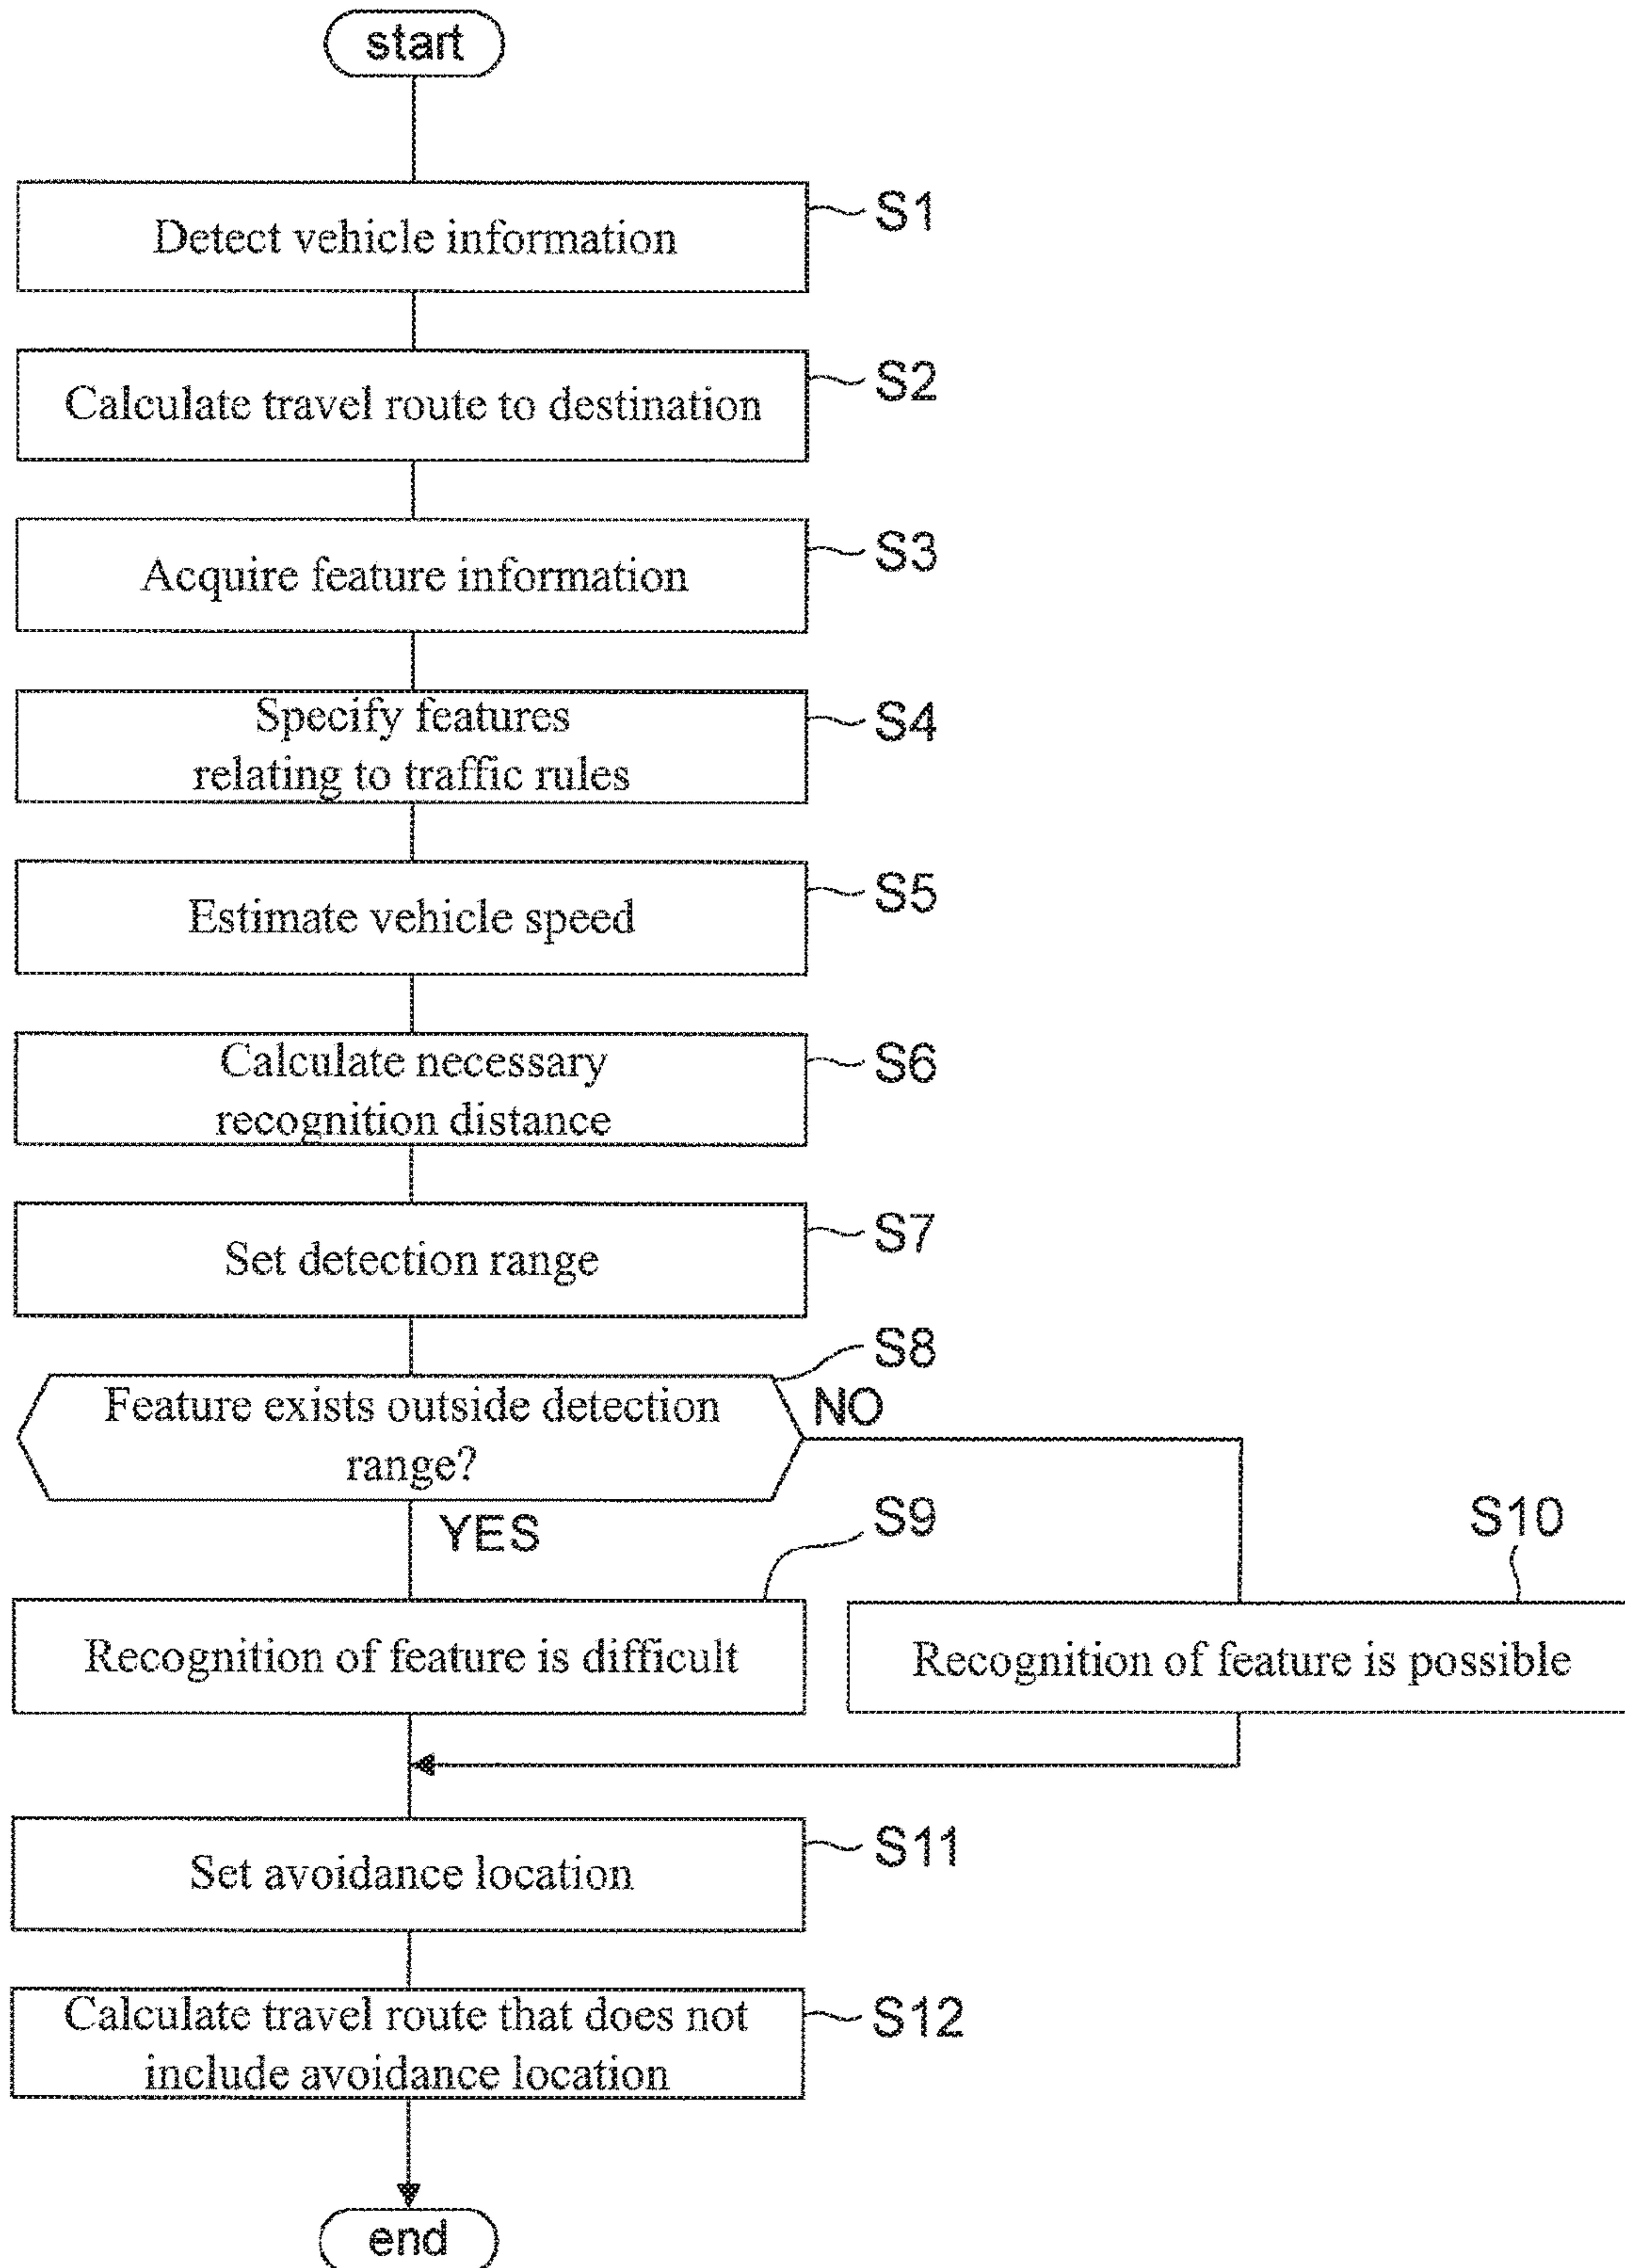 start
S1
Detect vehicle information
S2
Calculate travel route to destination
S3
Acquire feature information
S4
Specify features
relating to traffic rules
S5
Estimate vehicle speed
S6
Calculate necessary
recognition distance
S7
Set detection range
S8
Feature exists outside detection
range?
NO
YES
S9
S10
Recognition of feature is difficult
Recognition of feature is possible
S11
Set avoidance location
S12
Calculate travel route that does not
include avoidance location
end